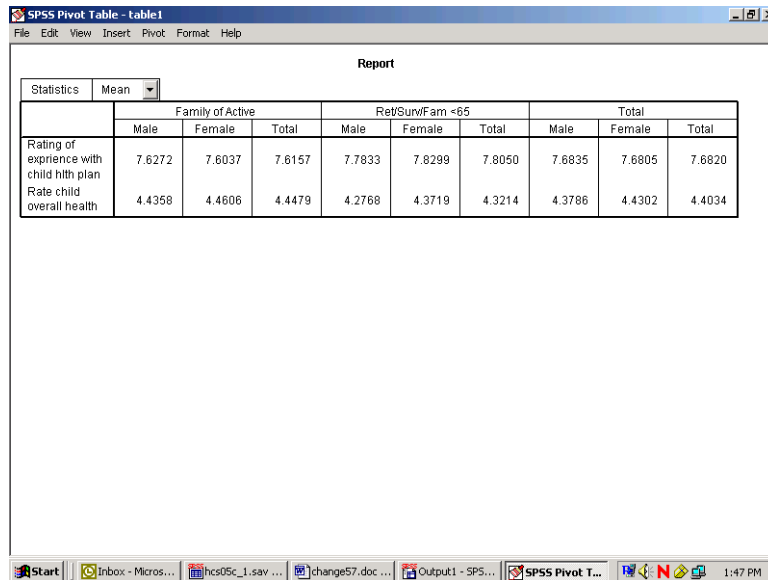 SPSS Pivot Table - table1
File Edit View Insert Pivot Format Help
Report
Statistics Mean
Family of Active Ret/Surv/Fam <65 Total
Male Female Total Male Female Total Male Female Total
Rating of
exprience with
child hlth plan
7.6272 7.6037 7.6157 7.7833 7.8299 7.8050 7.6835 7.6805 7.6820
Rate child
overall health
4.4358 4.4606 4.4479 4.2768 4.3719 4.3214 4.3786 4.4302 4.4034
Start Inbox - Micros... hcs05c_1.sav ... change57.doc ... Output1 - SPS... SPSS Pivot T... N 1:47 PM